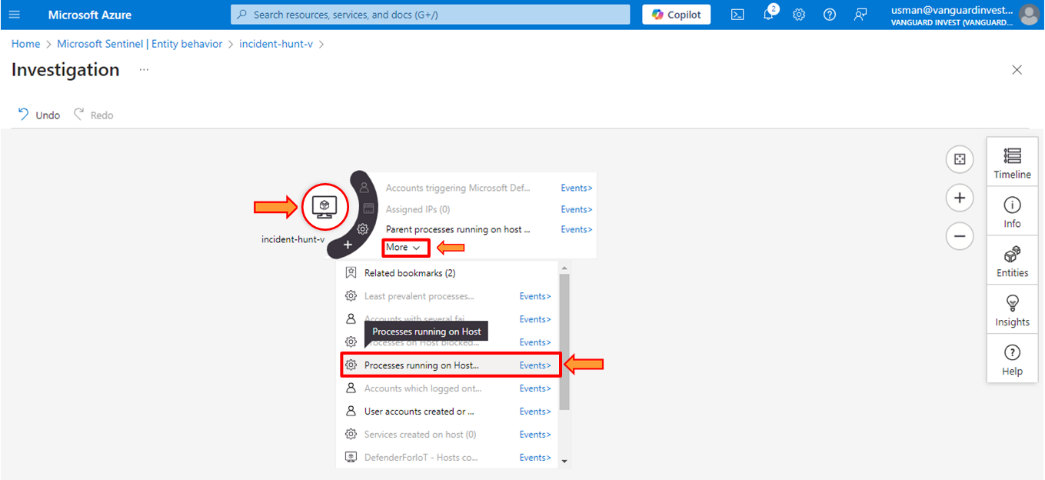 Microsoft Azure
Search resources, services, and docs (G+/)
Copilot
2
usman@vanguardinvest...
VANGUARD INVEST (VANGUARD...
Home > Microsoft Sentinel | Entity behavior > incident-hunt-v >
Investigation ...
Undo Redo
Accounts triggering Microsoft Def... Events>
Assigned IPs (0) Events>
Parent processes running on host ... Events>
More
incident-hunt-v
Related bookmarks (2)
Least prevalent processes... Events>
Accounts with several fai... Events>
Processes running on Host
Processes on Host blocked... Events>
Processes running on Host... Events>
Accounts which logged ont... Events>
User accounts created or ... Events>
Services created on host (0) Events>
DefenderForIoT - Hosts co... Events>
Timeline
Info
Entities
Insights
Help